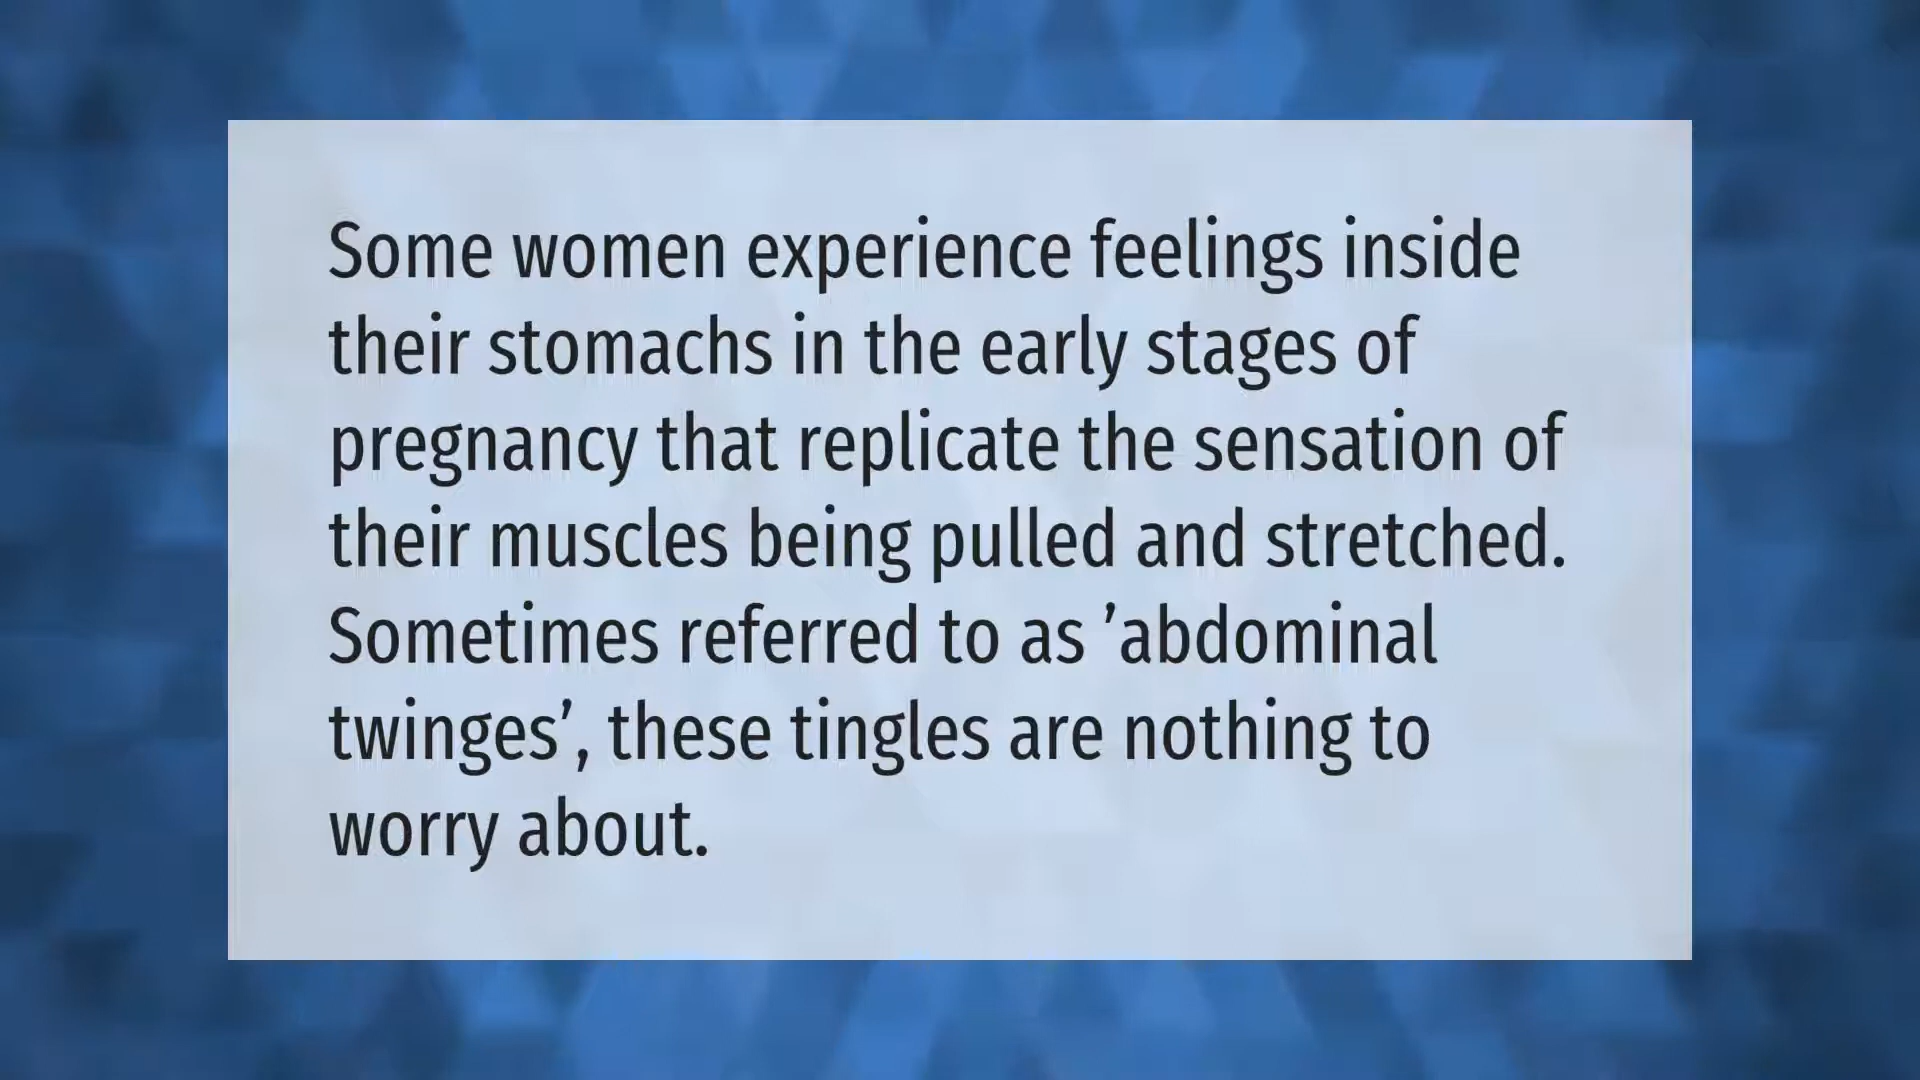 Some women experience feelings inside
their stomachs in the early stages of
pregnancy that replicate the sensation of
their muscles being pulled and stretched.
Sometimes referred to as ’abdominal
twinges’, these tingles are nothing to
worry about.